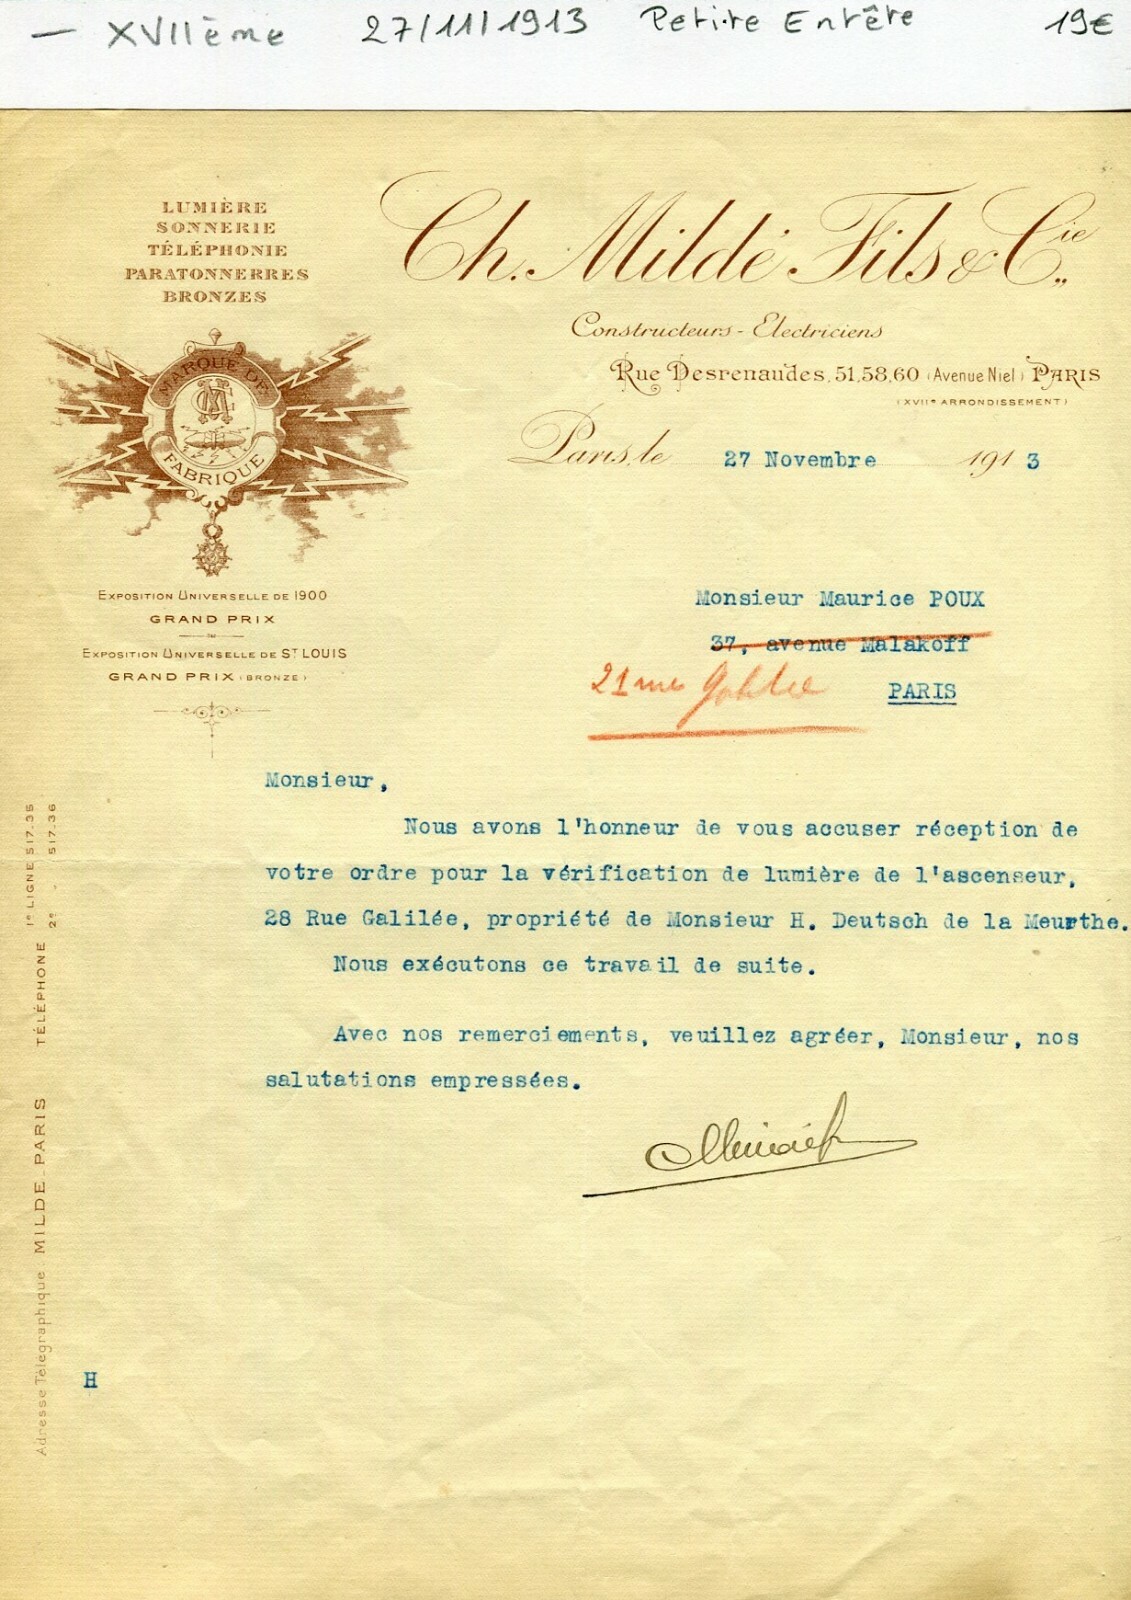 — XVIIème 27/11/1913 Petite Entête 19€
LUMIÈRE
SONNERIE
TÉLÉPHONIE
PARATONNERRES
BRONZES
Ch. Mildé Fils & Cie
Constructeurs - Electriciens
Rue Desrenaudes, 51,58,60 (Avenue Niel) PARIS
(XVIIe ARRONDISSEMENT)
MARQUE DE
FABRIQUE
Paris, le 27 Novembre 1913
EXPOSITION UNIVERSELLE DE 1900
GRAND PRIX
EXPOSITION UNIVERSELLE DE ST LOUIS
GRAND PRIX (BRONZE)
Monsieur Maurice POUX
37, avenue Malakoff
21 rue Galilée PARIS
Monsieur,
Nous avons l'honneur de vous accuser réception de
votre ordre pour la vérification de lumière de l'ascenseur,
28 Rue Galilée, propriété de Monsieur H. Deutsch de la Meurthe.
Nous exécutons ce travail de suite.
Avec nos remerciements, veuillez agréer, Monsieur, nos
salutations empressées.
H
Adresse Télégraphique MILDE-PARIS TÉLÉPHONE 1e LIGNE 517.35
2e - 517.36